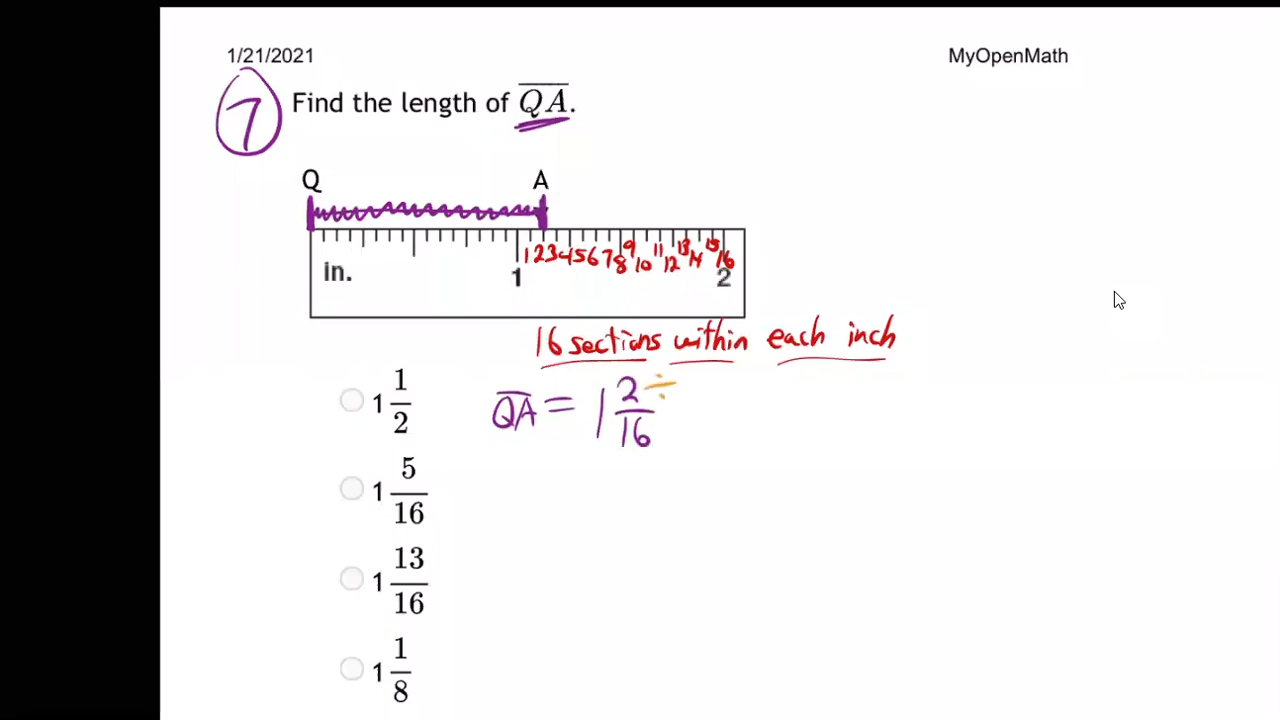 1/21/2021 MyOpenMath
7 Find the length of QA.
Q A
1 2 3 4 5 6 7 8 9 10 11 12 13 14 15 16
in. 1 2
16 sections within each inch
1 1/2
QA = 1 2/16 ÷
1 5/16
1 13/16
1 1/8